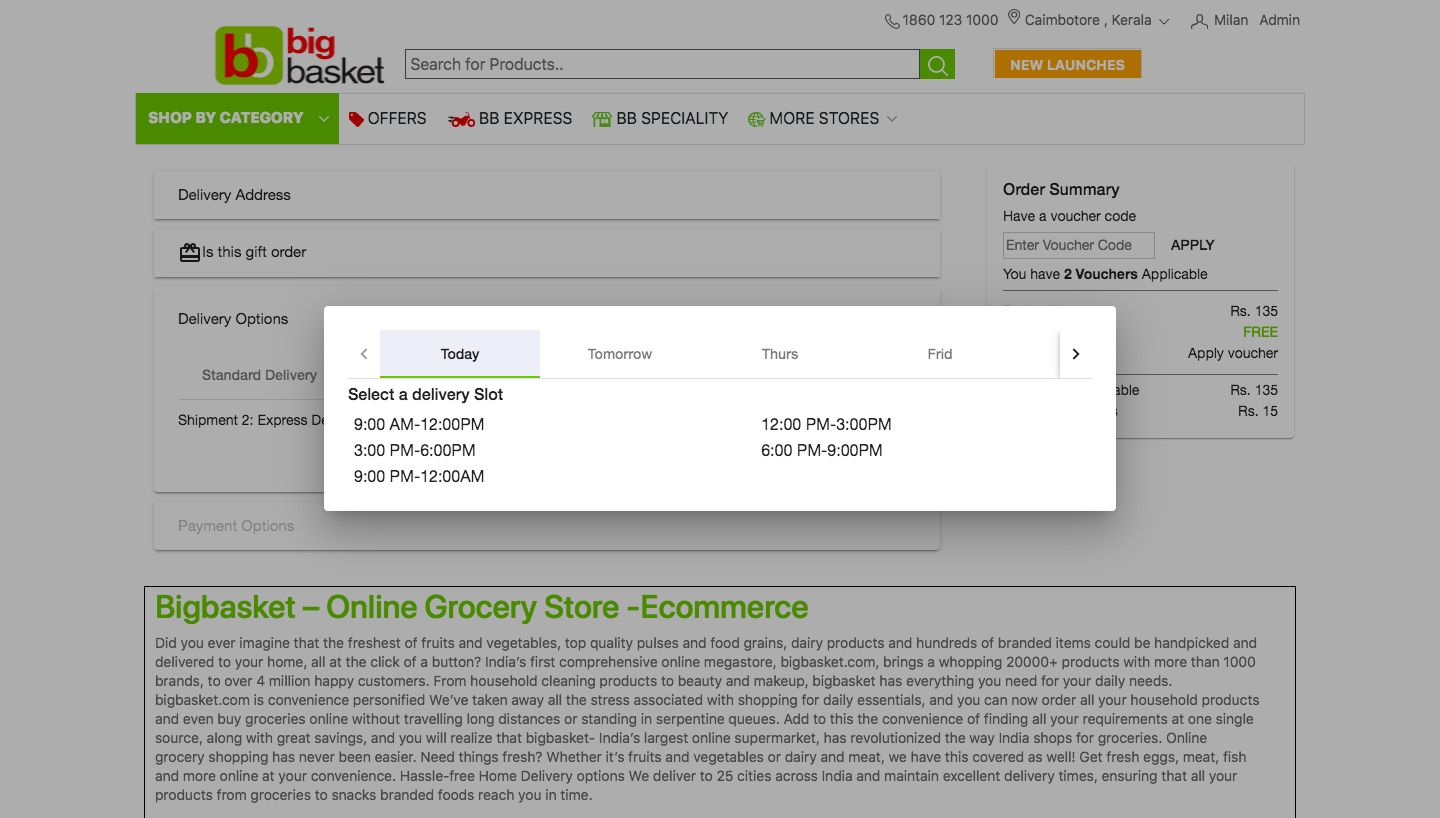 1860 123 1000 Caimbotore , Kerala Milan Admin
big
basket
Search for Products..
NEW LAUNCHES
SHOP BY CATEGORY OFFERS BB EXPRESS BB SPECIALITY MORE STORES
Delivery Address
Is this gift order
Delivery Options
Standard Delivery
Shipment 2: Express De
Payment Options
Order Summary
Have a voucher code
Enter Voucher Code APPLY
You have 2 Vouchers Applicable
Rs. 135
FREE
Apply voucher
able Rs. 135
s Rs. 15
Today Tomorrow Thurs Frid
Select a delivery Slot
9:00 AM-12:00PM 12:00 PM-3:00PM
3:00 PM-6:00PM 6:00 PM-9:00PM
9:00 PM-12:00AM
Bigbasket – Online Grocery Store -Ecommerce
Did you ever imagine that the freshest of fruits and vegetables, top quality pulses and food grains, dairy products and hundreds of branded items could be handpicked and
delivered to your home, all at the click of a button? India’s first comprehensive online megastore, bigbasket.com, brings a whopping 20000+ products with more than 1000
brands, to over 4 million happy customers. From household cleaning products to beauty and makeup, bigbasket has everything you need for your daily needs.
bigbasket.com is convenience personified We’ve taken away all the stress associated with shopping for daily essentials, and you can now order all your household products
and even buy groceries online without travelling long distances or standing in serpentine queues. Add to this the convenience of finding all your requirements at one single
source, along with great savings, and you will realize that bigbasket- India’s largest online supermarket, has revolutionized the way India shops for groceries. Online
grocery shopping has never been easier. Need things fresh? Whether it’s fruits and vegetables or dairy and meat, we have this covered as well! Get fresh eggs, meat, fish
and more online at your convenience. Hassle-free Home Delivery options We deliver to 25 cities across India and maintain excellent delivery times, ensuring that all your
products from groceries to snacks branded foods reach you in time.